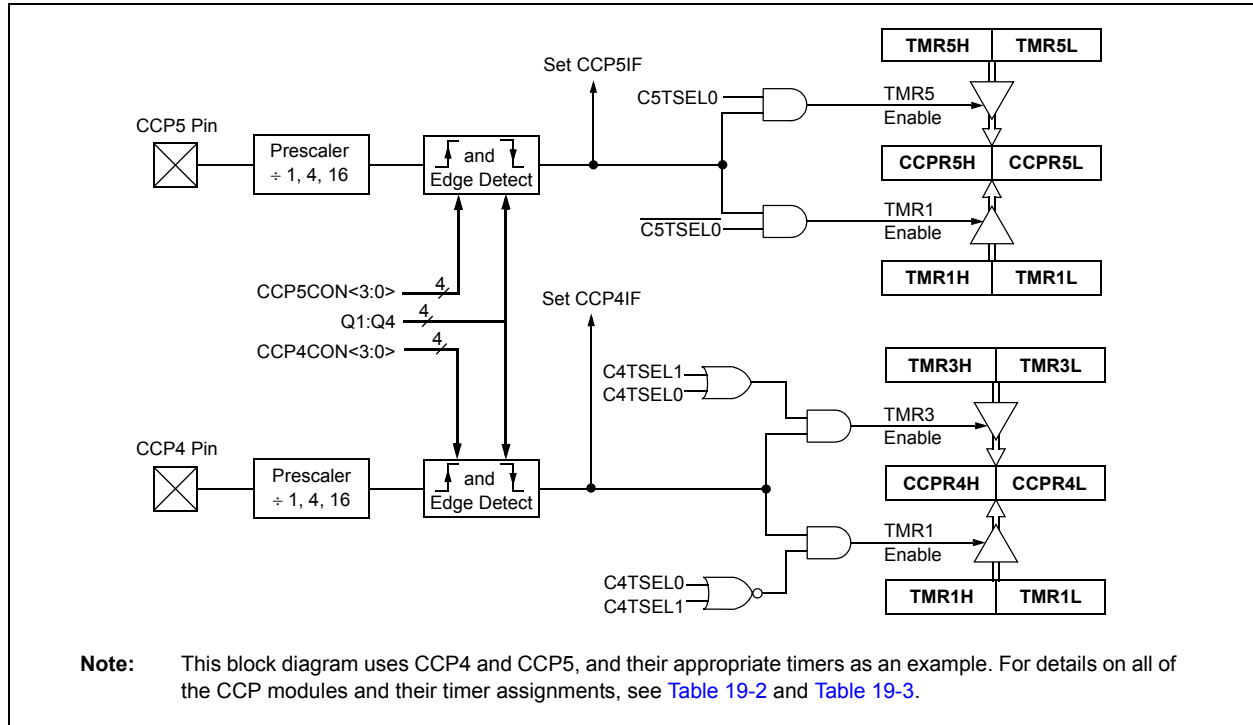 TMR5H TMR5L
Set CCP5IF
C5TSEL0
TMR5
Enable
CCP5 Pin
Prescaler
÷ 1, 4, 16
and
Edge Detect
CCPR5H CCPR5L
C5TSEL0
TMR1
Enable
TMR1H TMR1L
CCP5CON<3:0>
4
Q1:Q4
4
CCP4CON<3:0>
4
Set CCP4IF
TMR3H TMR3L
C4TSEL1
C4TSEL0
TMR3
Enable
CCP4 Pin
Prescaler
÷ 1, 4, 16
and
Edge Detect
CCPR4H CCPR4L
TMR1
Enable
C4TSEL0
C4TSEL1
TMR1H TMR1L
Note: This block diagram uses CCP4 and CCP5, and their appropriate timers as an example. For details on all of
the CCP modules and their timer assignments, see Table 19-2 and Table 19-3.